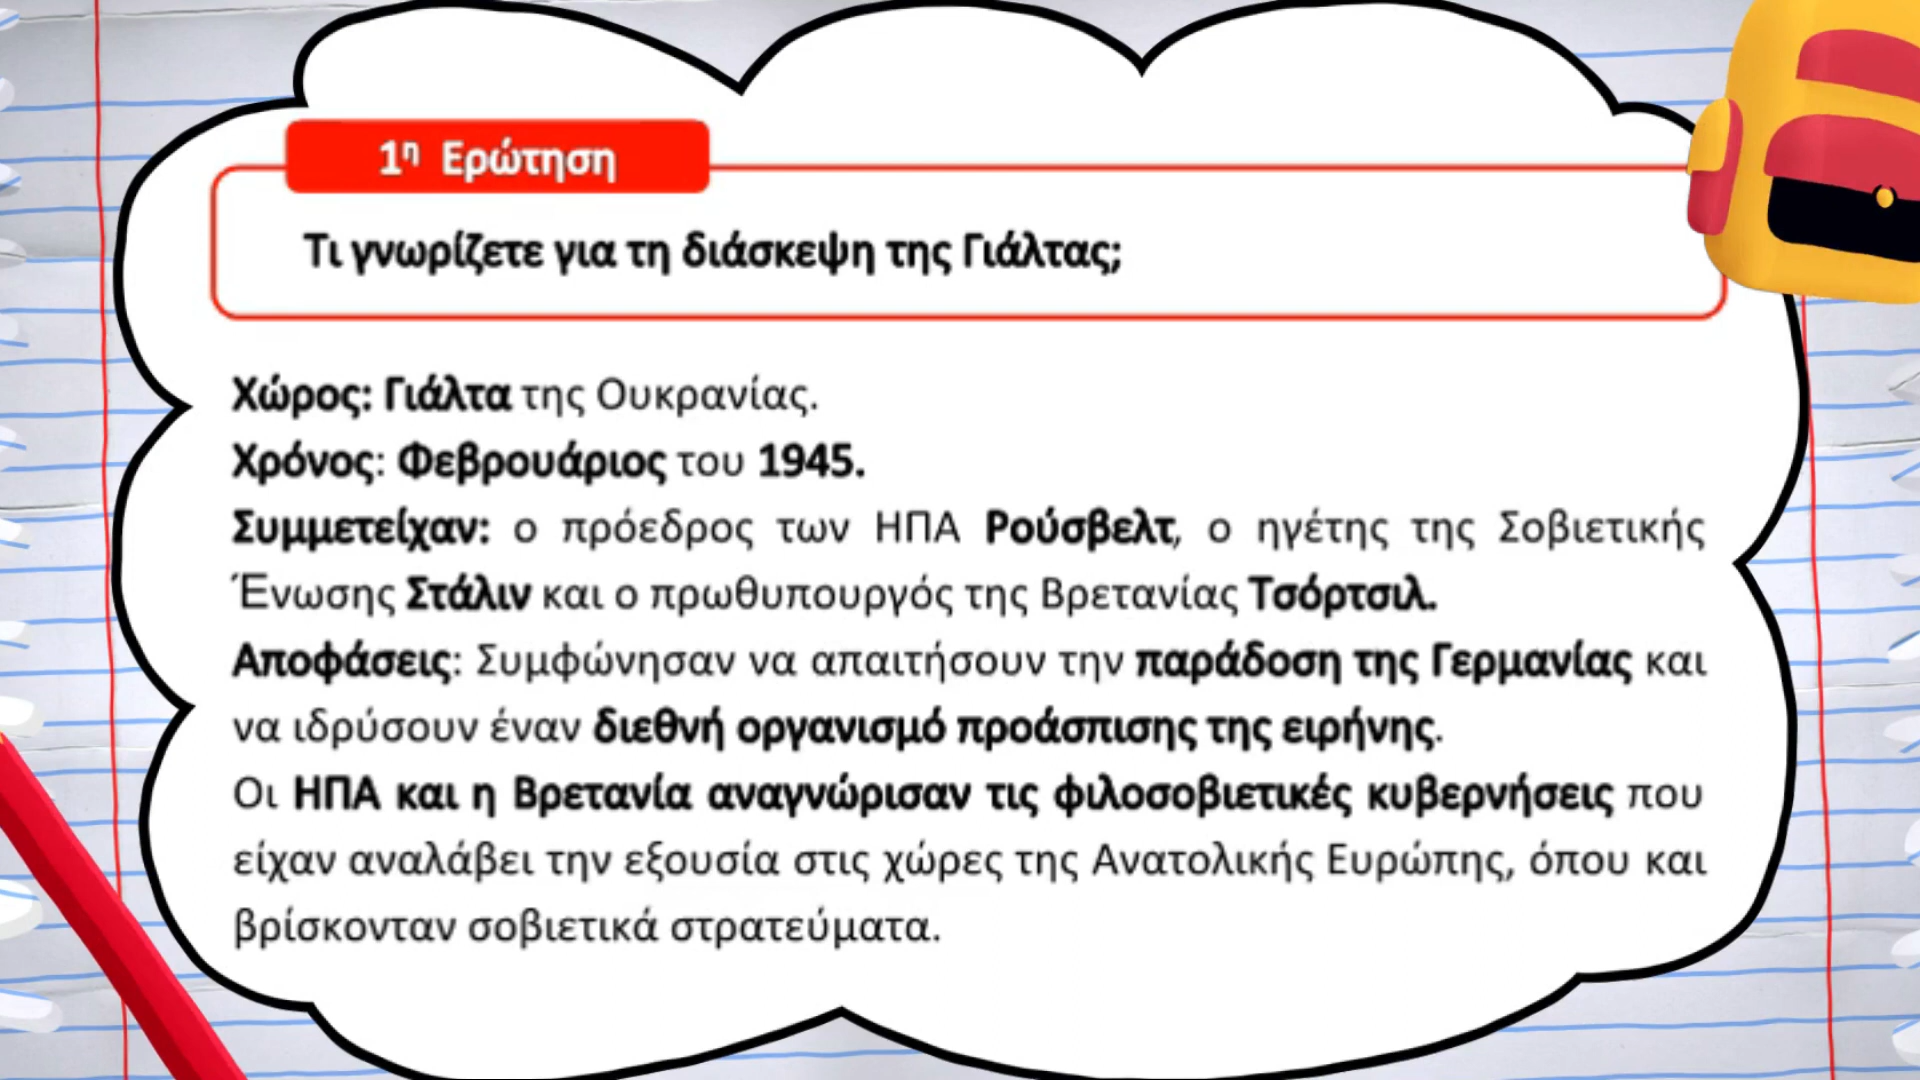 1η Ερώτηση
Τι γνωρίζετε για τη διάσκεψη της Γιάλτας;
Χώρος: Γιάλτα της Ουκρανίας.
Χρόνος: Φεβρουάριος του 1945.
Συμμετείχαν: ο πρόεδρος των ΗΠΑ Ρούσβελτ, ο ηγέτης της Σοβιετικής
Ένωσης Στάλιν και ο πρωθυπουργός της Βρετανίας Τσόρτσιλ.
Αποφάσεις: Συμφώνησαν να απαιτήσουν την παράδοση της Γερμανίας και
να ιδρύσουν έναν διεθνή οργανισμό προάσπισης της ειρήνης.
Οι ΗΠΑ και η Βρετανία αναγνώρισαν τις φιλοσοβιετικές κυβερνήσεις που
είχαν αναλάβει την εξουσία στις χώρες της Ανατολικής Ευρώπης, όπου και
βρίσκονταν σοβιετικά στρατεύματα.